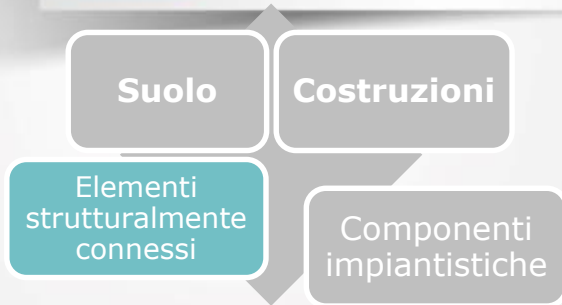 Suolo
Costruzioni
Elementi
strutturalmente
connessi
Componenti
impiantistiche